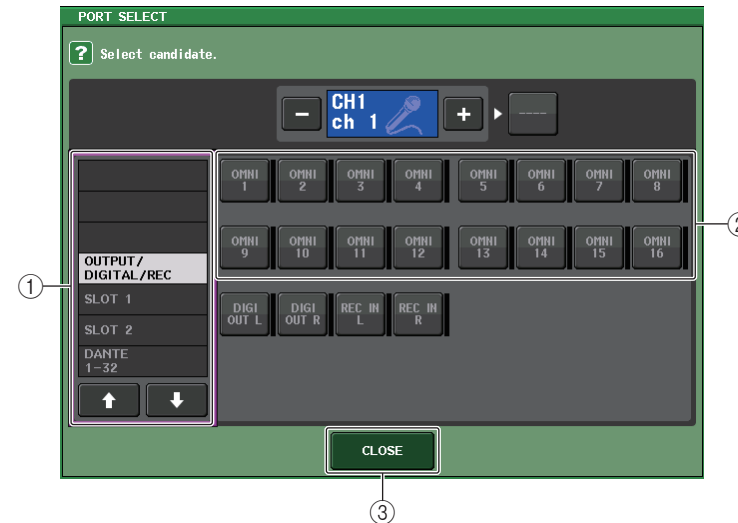 PORT SELECT
? Select candidate.
CH1
ch 1
− + ----
OMNI 1 OMNI 2 OMNI 3 OMNI 4 OMNI 5 OMNI 6 OMNI 7 OMNI 8
OMNI 9 OMNI 10 OMNI 11 OMNI 12 OMNI 13 OMNI 14 OMNI 15 OMNI 16
DIGI OUT L DIGI OUT R REC IN L REC IN R
OUTPUT/
DIGITAL/REC
SLOT 1
SLOT 2
DANTE
1-32
CLOSE
①
②
③